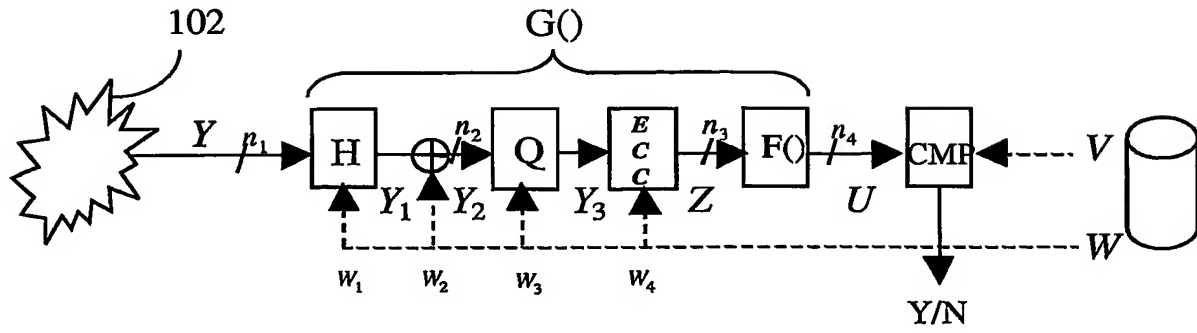 102
G()
Y n₁ H n₂ Q E C C n₃ F() n₄ CMP V
Y₁ Y₂ Y₃ Z U
W
w₁ w₂ w₃ w₄
Y/N